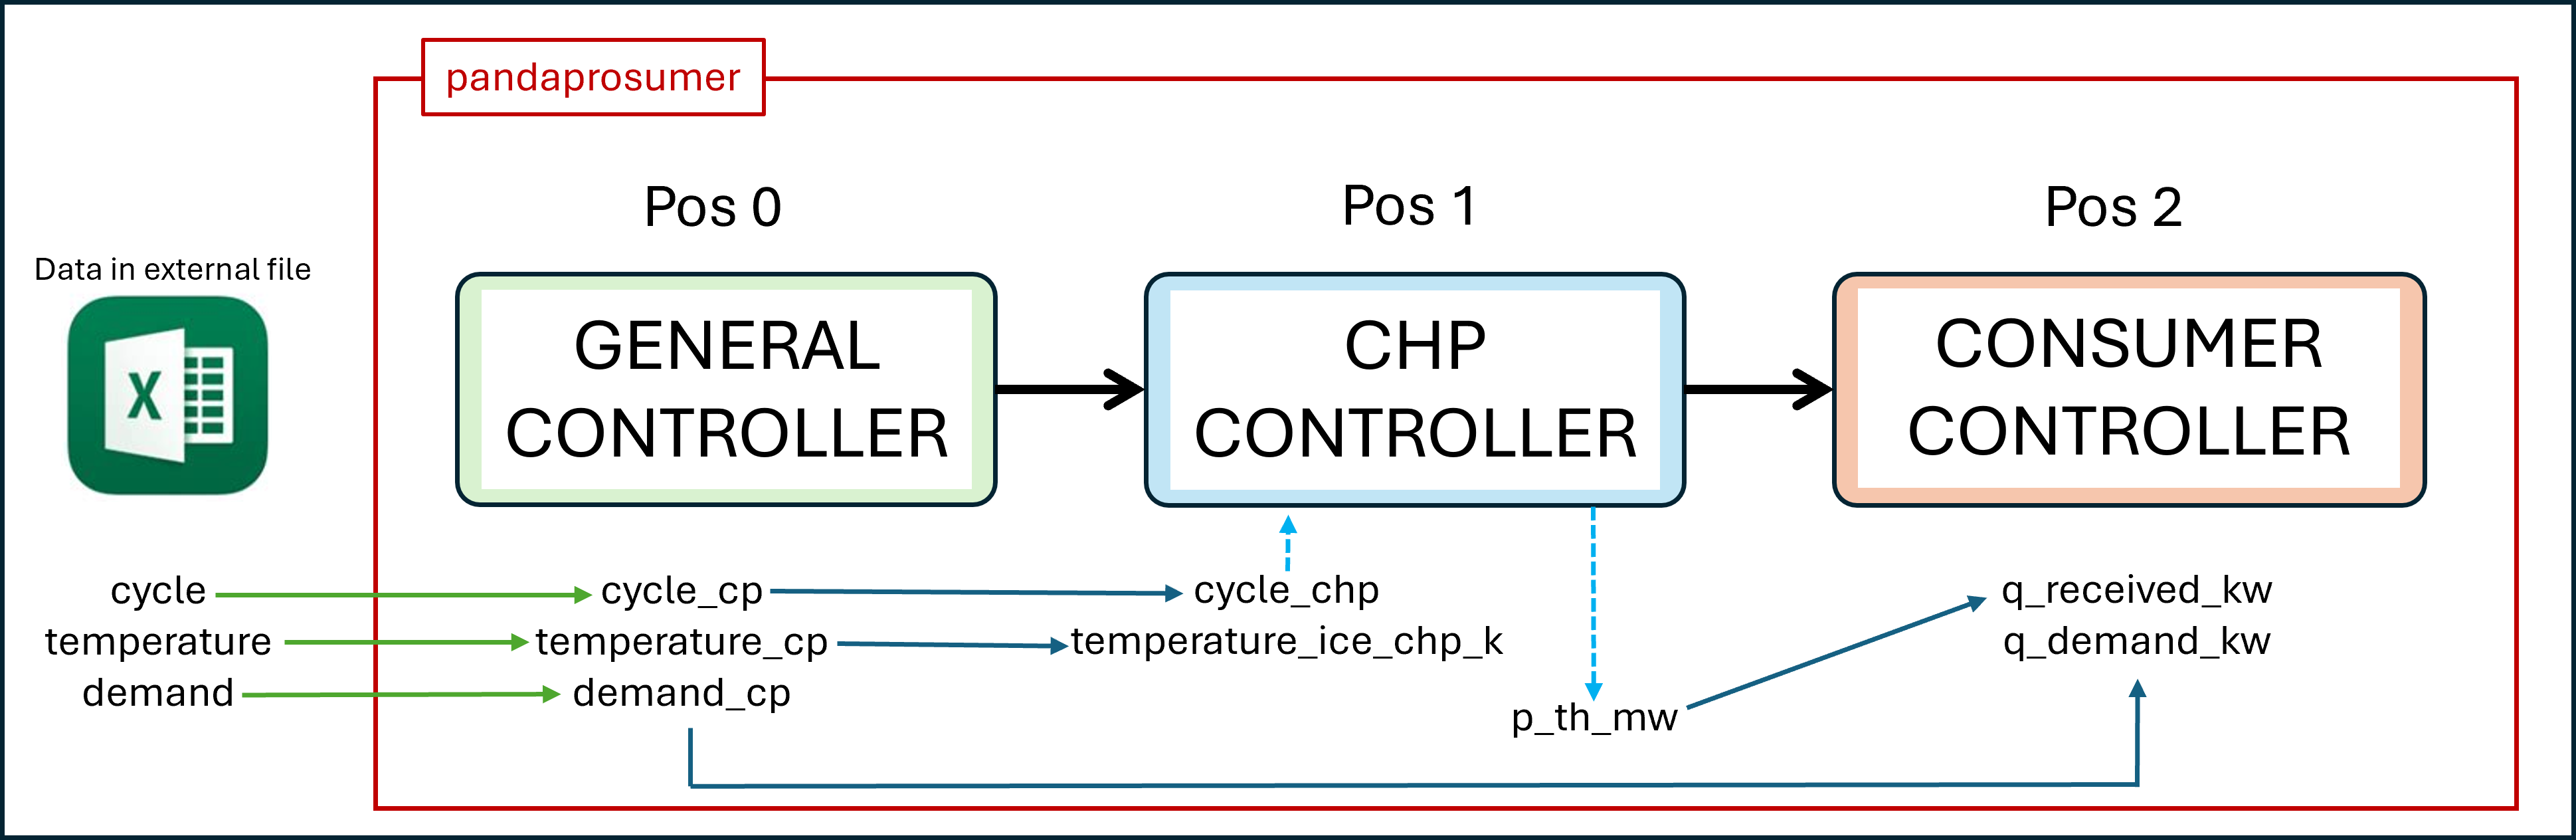 pandaprosumer
Pos 0
Pos 1
Pos 2
Data in external file
X
GENERAL
CONTROLLER
CHP
CONTROLLER
CONSUMER
CONTROLLER
cycle
cycle_cp
cycle_chp
q_received_kw
temperature
temperature_cp
temperature_ice_chp_k
q_demand_kw
demand
demand_cp
p_th_mw